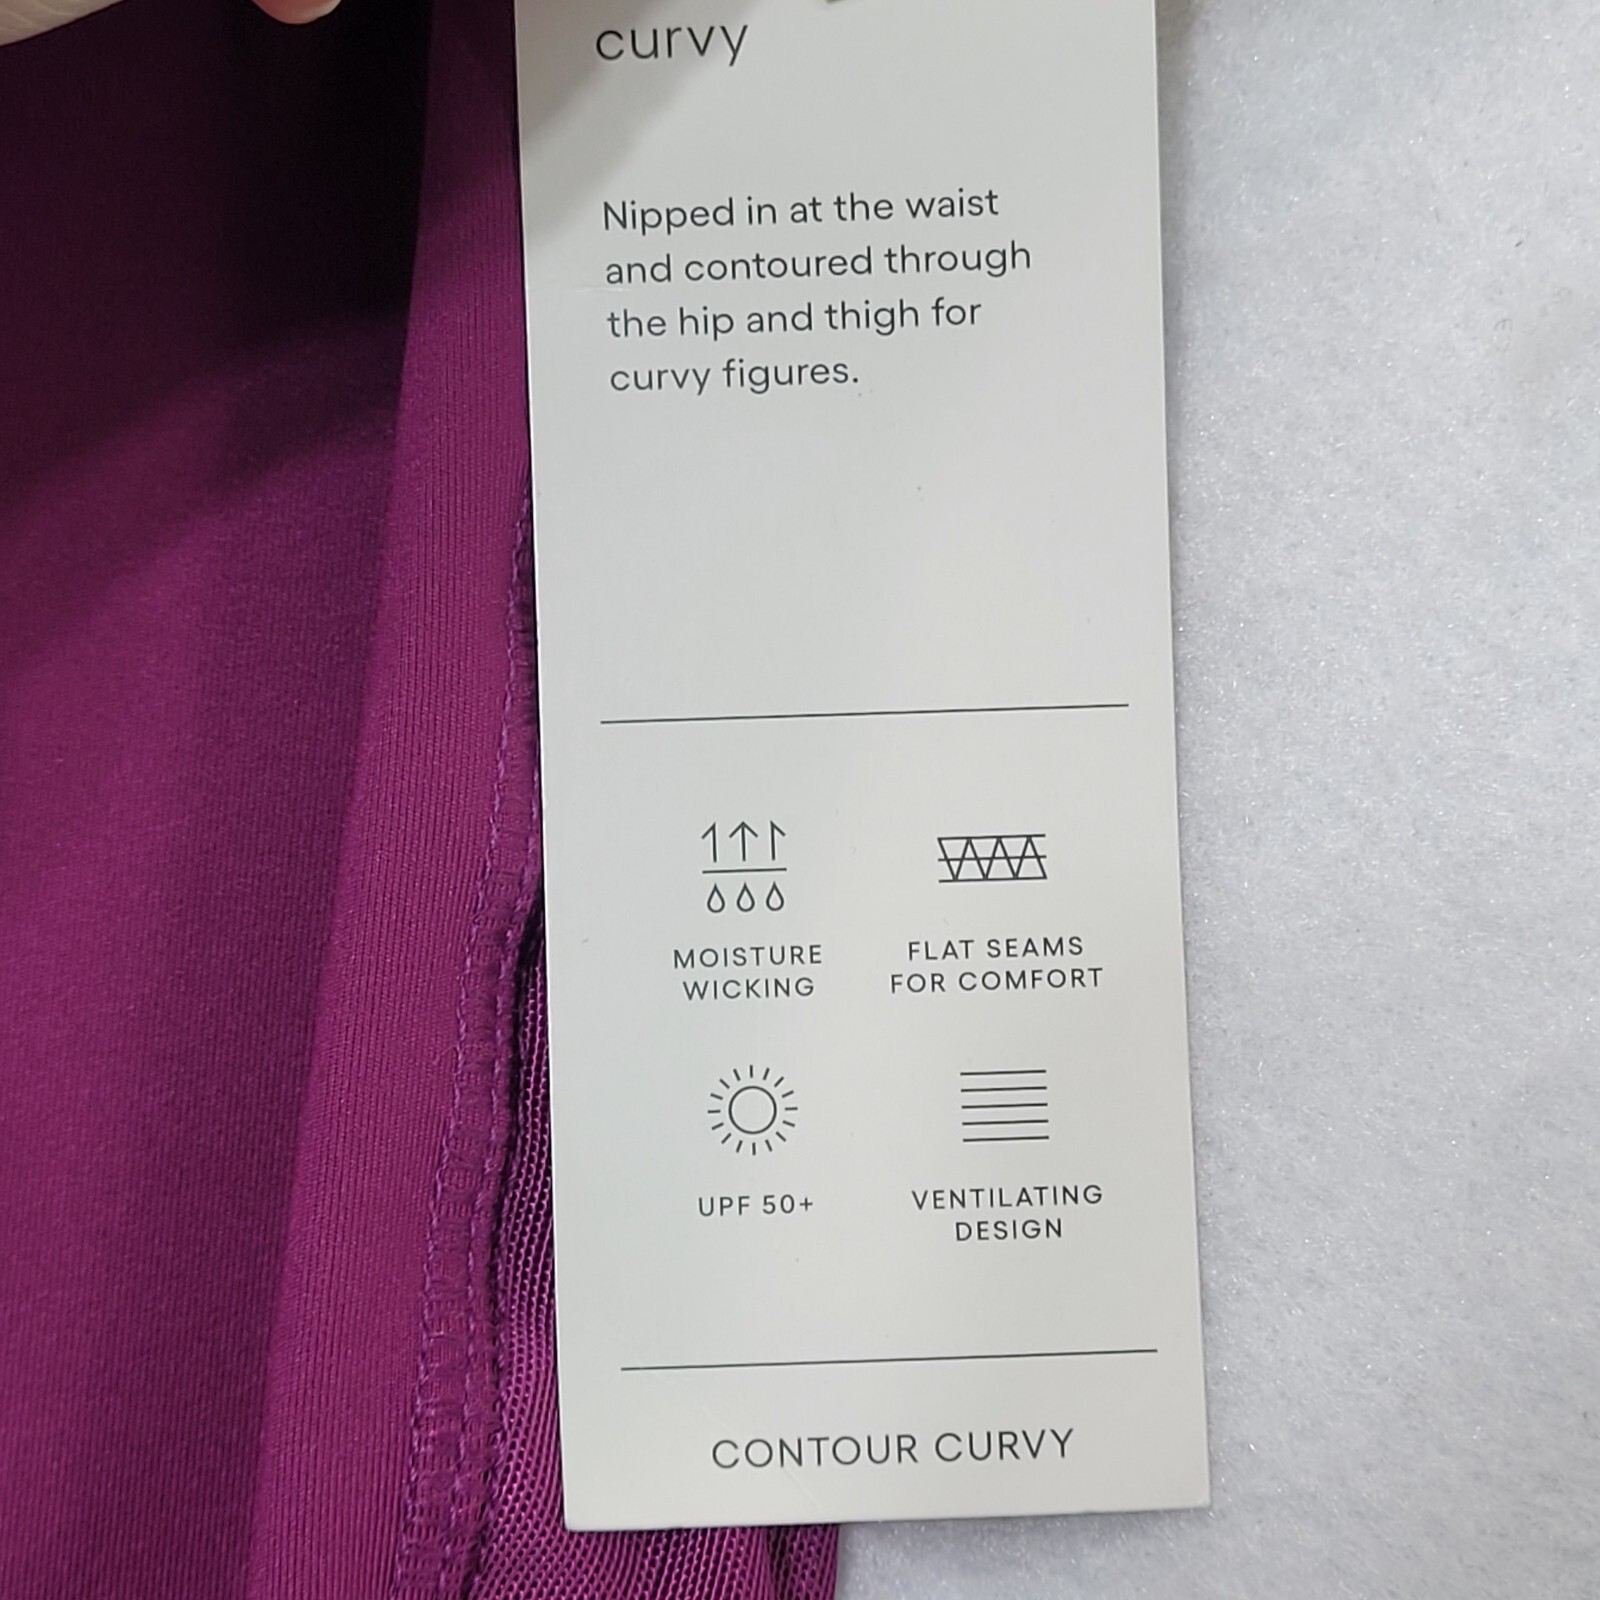 curvy
Nipped in at the waist
and contoured through
the hip and thigh for
curvy figures.
MOISTURE
WICKING
FLAT SEAMS
FOR COMFORT
UPF 50+
VENTILATING
DESIGN
CONTOUR CURVY